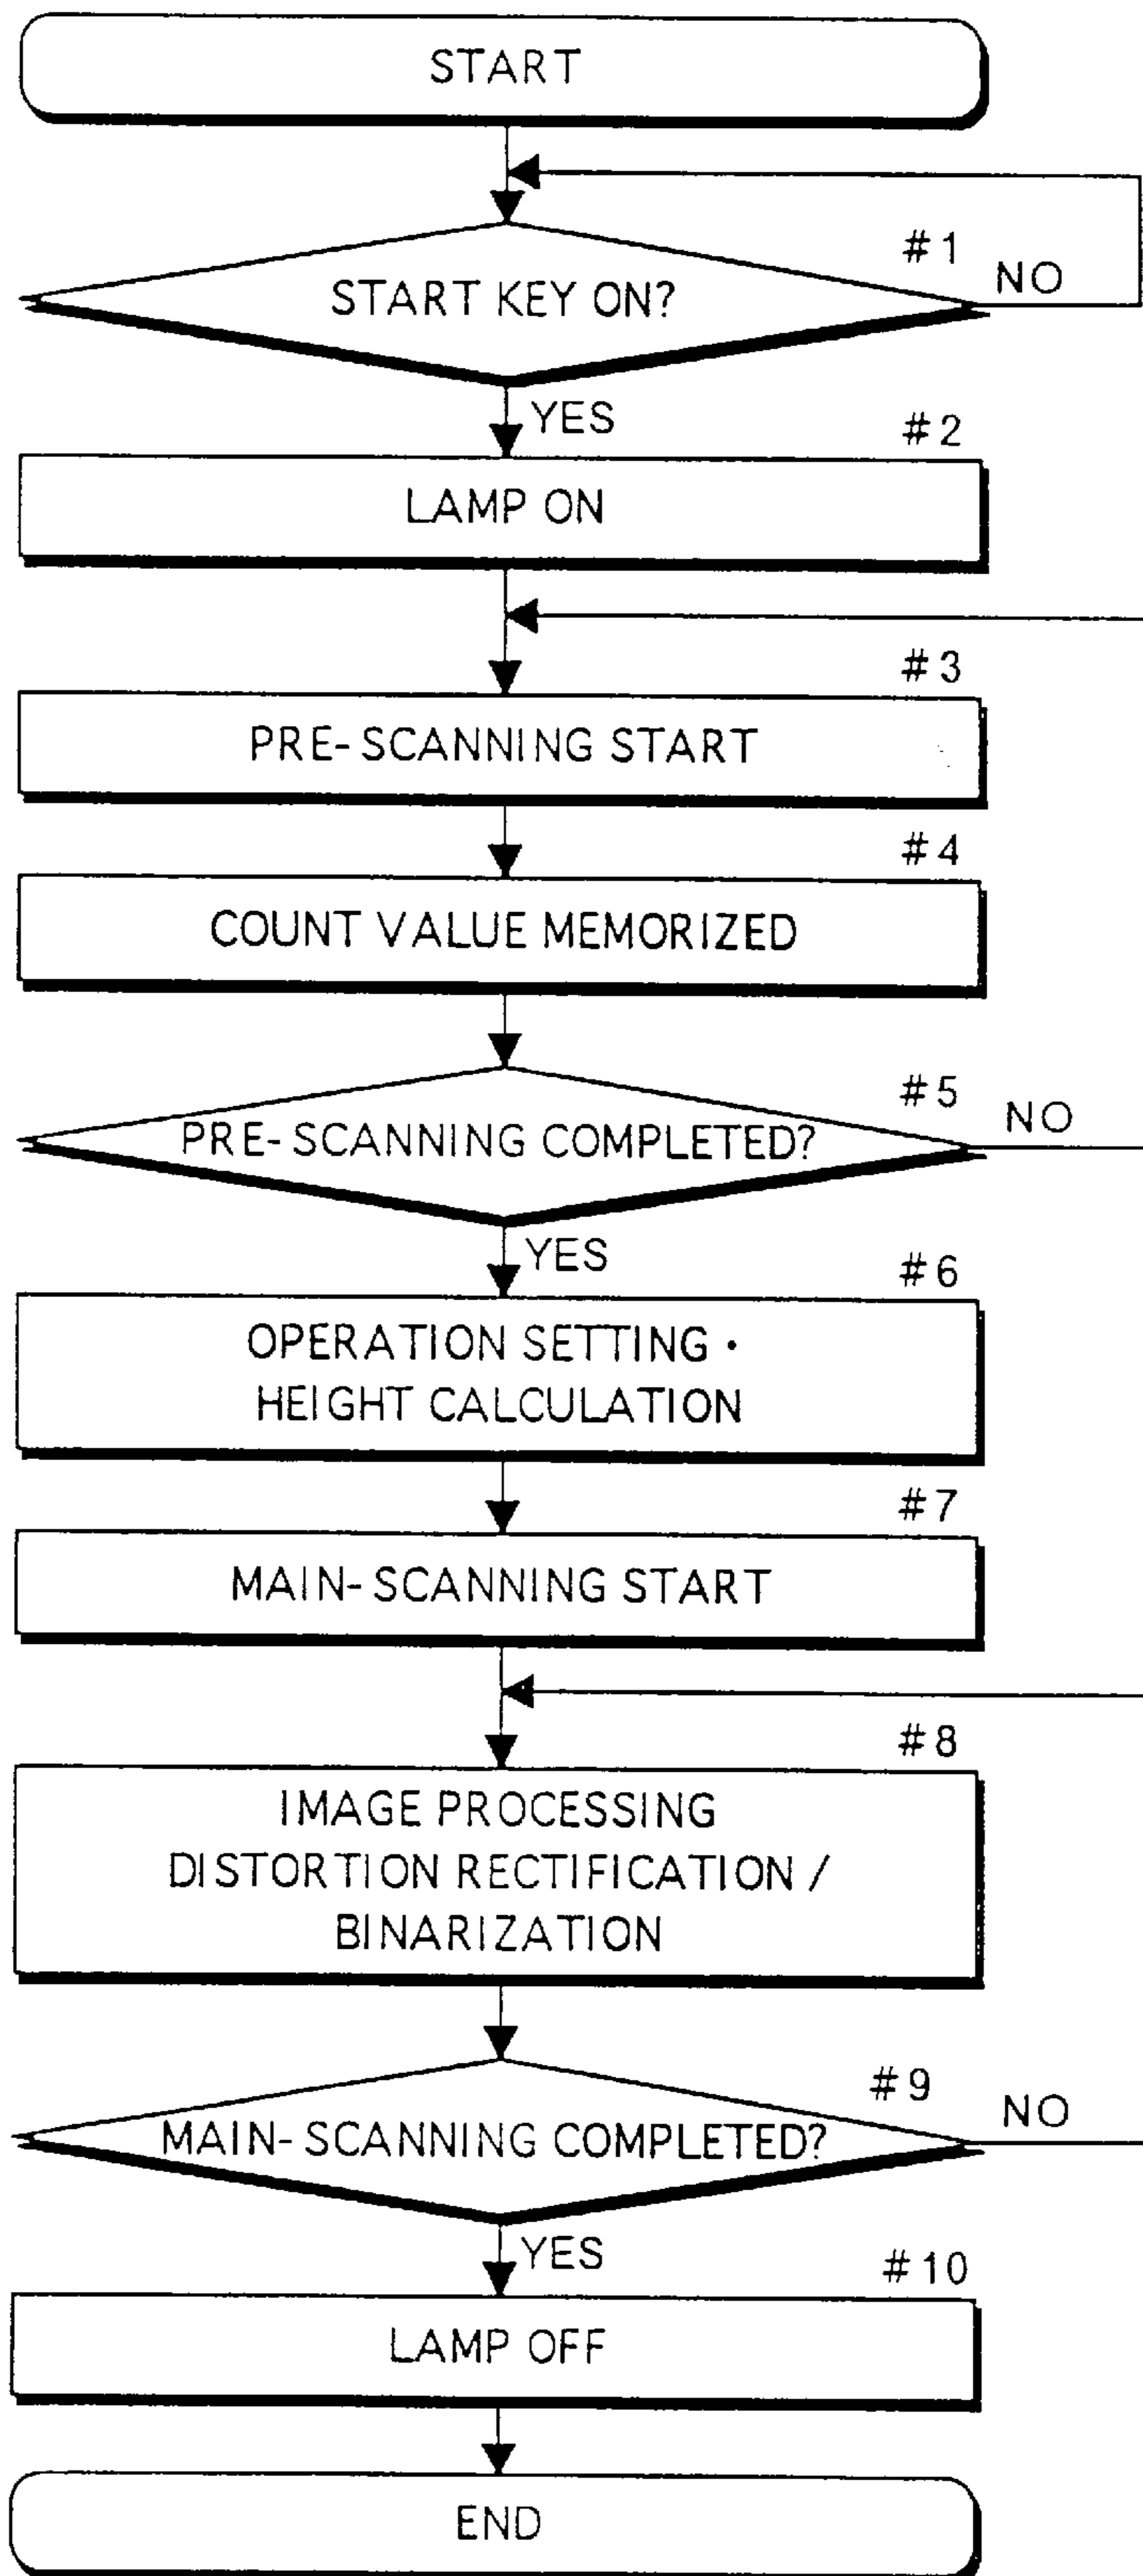 START
#1
START KEY ON?
NO
YES
#2
LAMP ON
#3
PRE-SCANNING START
#4
COUNT VALUE MEMORIZED
#5
PRE-SCANNING COMPLETED?
NO
YES
#6
OPERATION SETTING・
HEIGHT CALCULATION
#7
MAIN-SCANNING START
#8
IMAGE PROCESSING
DISTORTION RECTIFICATION /
BINARIZATION
#9
MAIN-SCANNING COMPLETED?
NO
YES
#10
LAMP OFF
END